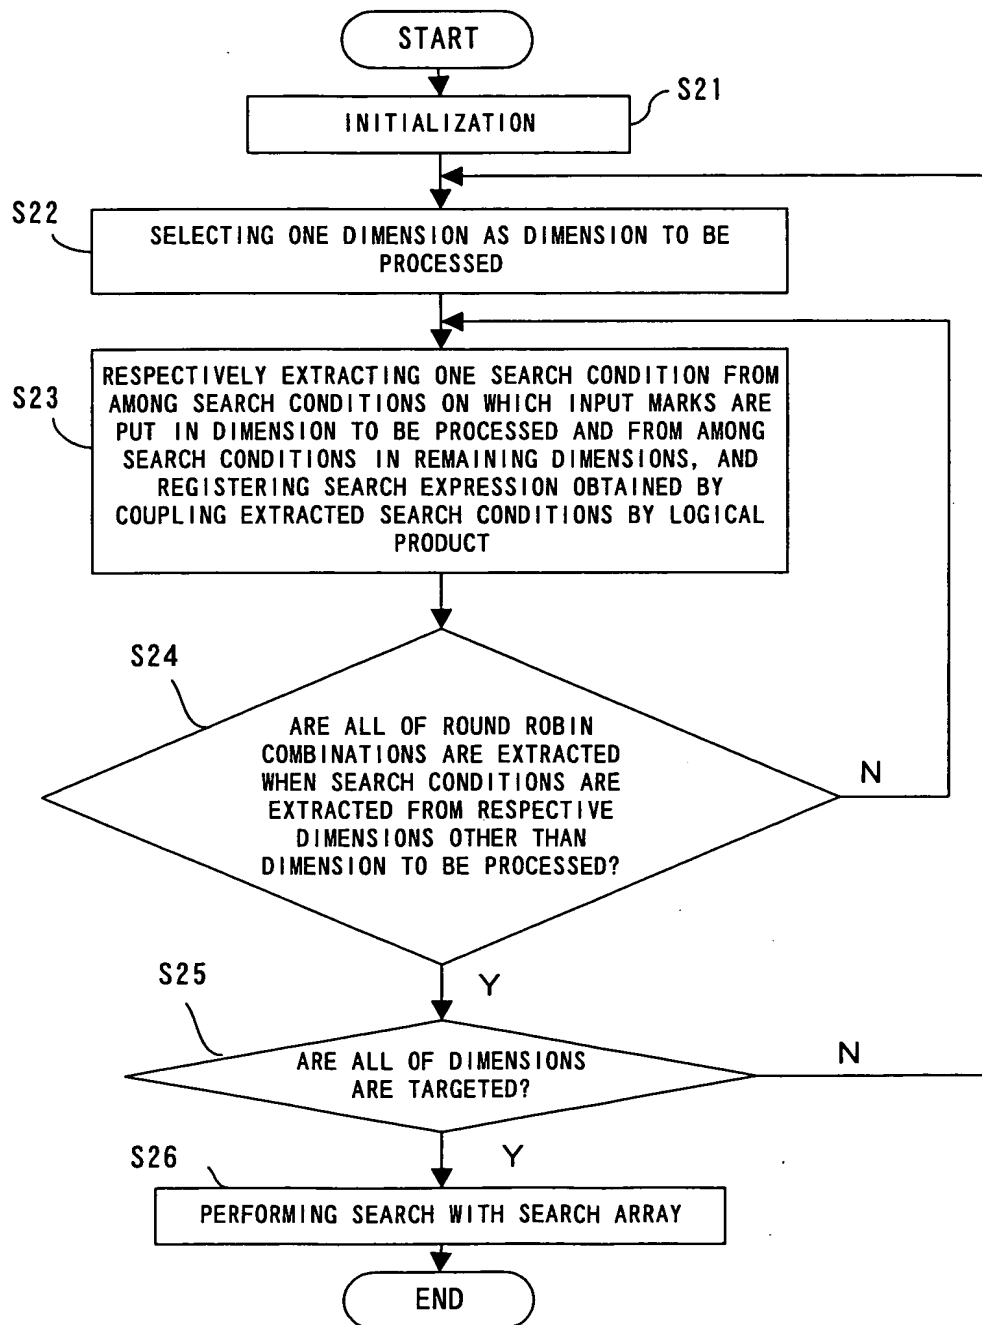 START
S21
INITIALIZATION
S22
SELECTING ONE DIMENSION AS DIMENSION TO BE
PROCESSED
S23
RESPECTIVELY EXTRACTING ONE SEARCH CONDITION FROM
AMONG SEARCH CONDITIONS ON WHICH INPUT MARKS ARE
PUT IN DIMENSION TO BE PROCESSED AND FROM AMONG
SEARCH CONDITIONS IN REMAINING DIMENSIONS, AND
REGISTERING SEARCH EXPRESSION OBTAINED BY
COUPLING EXTRACTED SEARCH CONDITIONS BY LOGICAL
PRODUCT
S24
ARE ALL OF ROUND ROBIN
COMBINATIONS ARE EXTRACTED
WHEN SEARCH CONDITIONS ARE
EXTRACTED FROM RESPECTIVE
DIMENSIONS OTHER THAN
DIMENSION TO BE PROCESSED?
N
Y
S25
ARE ALL OF DIMENSIONS
ARE TARGETED?
N
Y
S26
PERFORMING SEARCH WITH SEARCH ARRAY
END